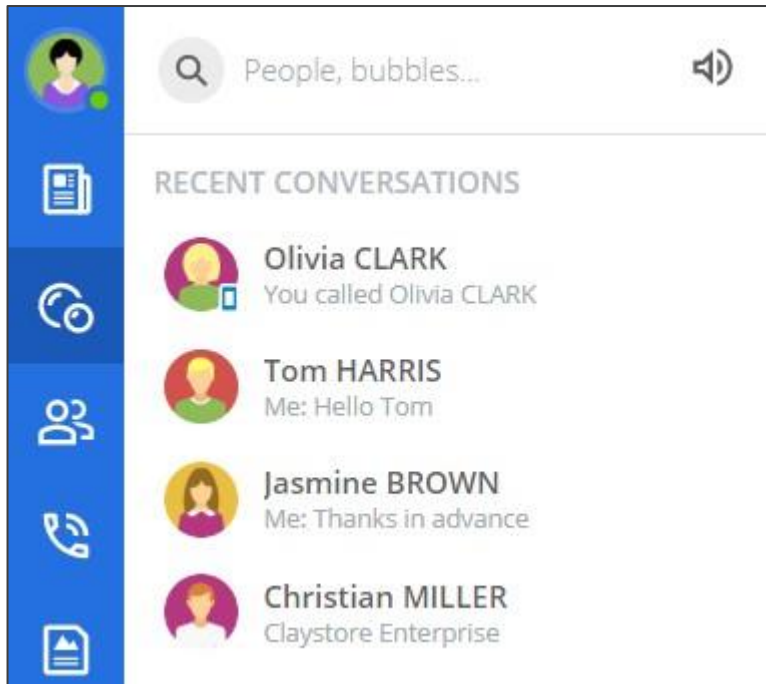 People, bubbles...
RECENT CONVERSATIONS
Olivia CLARK
You called Olivia CLARK
Tom HARRIS
Me: Hello Tom
Jasmine BROWN
Me: Thanks in advance
Christian MILLER
Claystore Enterprise